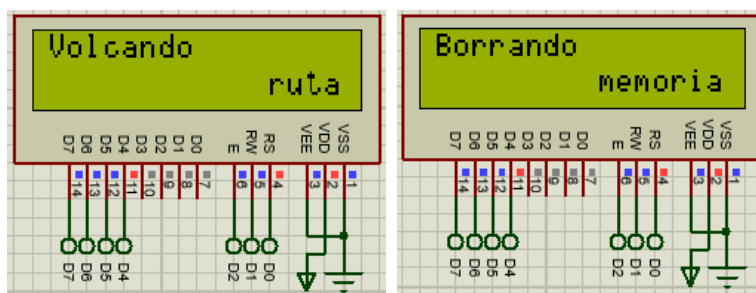 Volcando
ruta
D7 D6 D5 D4 D3 D2 D1 D0 E RW RS VEE VDD VSS
14 13 12 11 10 9 8 7 6 5 4 3 2 1
D7 D6 D5 D4 D2 D1 D0
Borrando
memoria
D7 D6 D5 D4 D3 D2 D1 D0 E RW RS VEE VDD VSS
14 13 12 11 10 9 8 7 6 5 4 3 2 1
D7 D6 D5 D4 D2 D1 D0